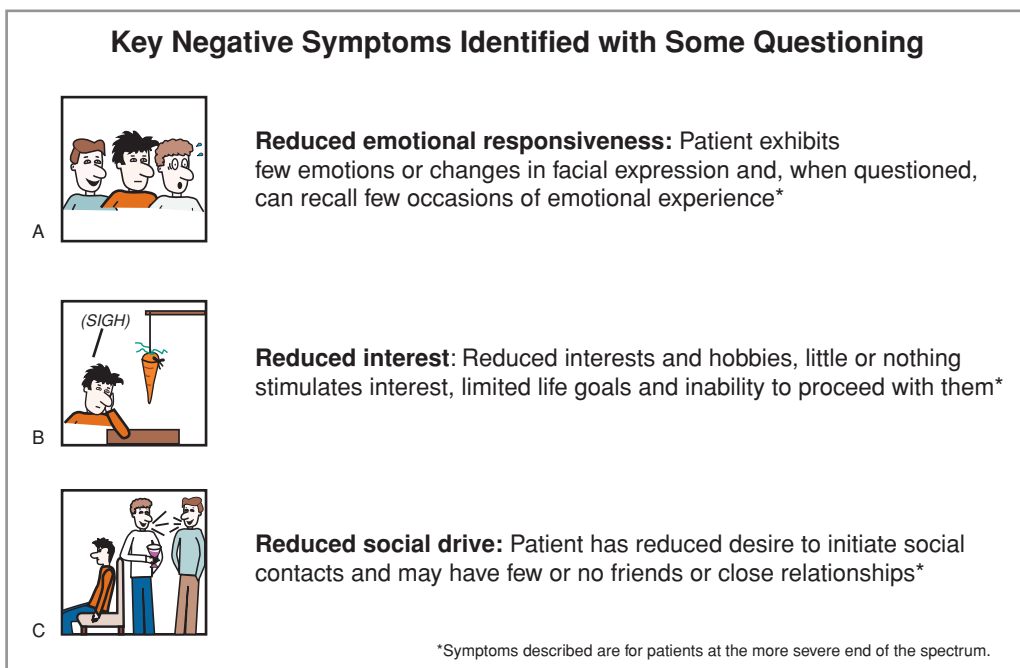 Key Negative Symptoms Identified with Some Questioning
Reduced emotional responsiveness: Patient exhibits
few emotions or changes in facial expression and, when questioned,
can recall few occasions of emotional experience*
A
(SIGH)
Reduced interest: Reduced interests and hobbies, little or nothing
stimulates interest, limited life goals and inability to proceed with them*
B
Reduced social drive: Patient has reduced desire to initiate social
contacts and may have few or no friends or close relationships*
C
*Symptoms described are for patients at the more severe end of the spectrum.